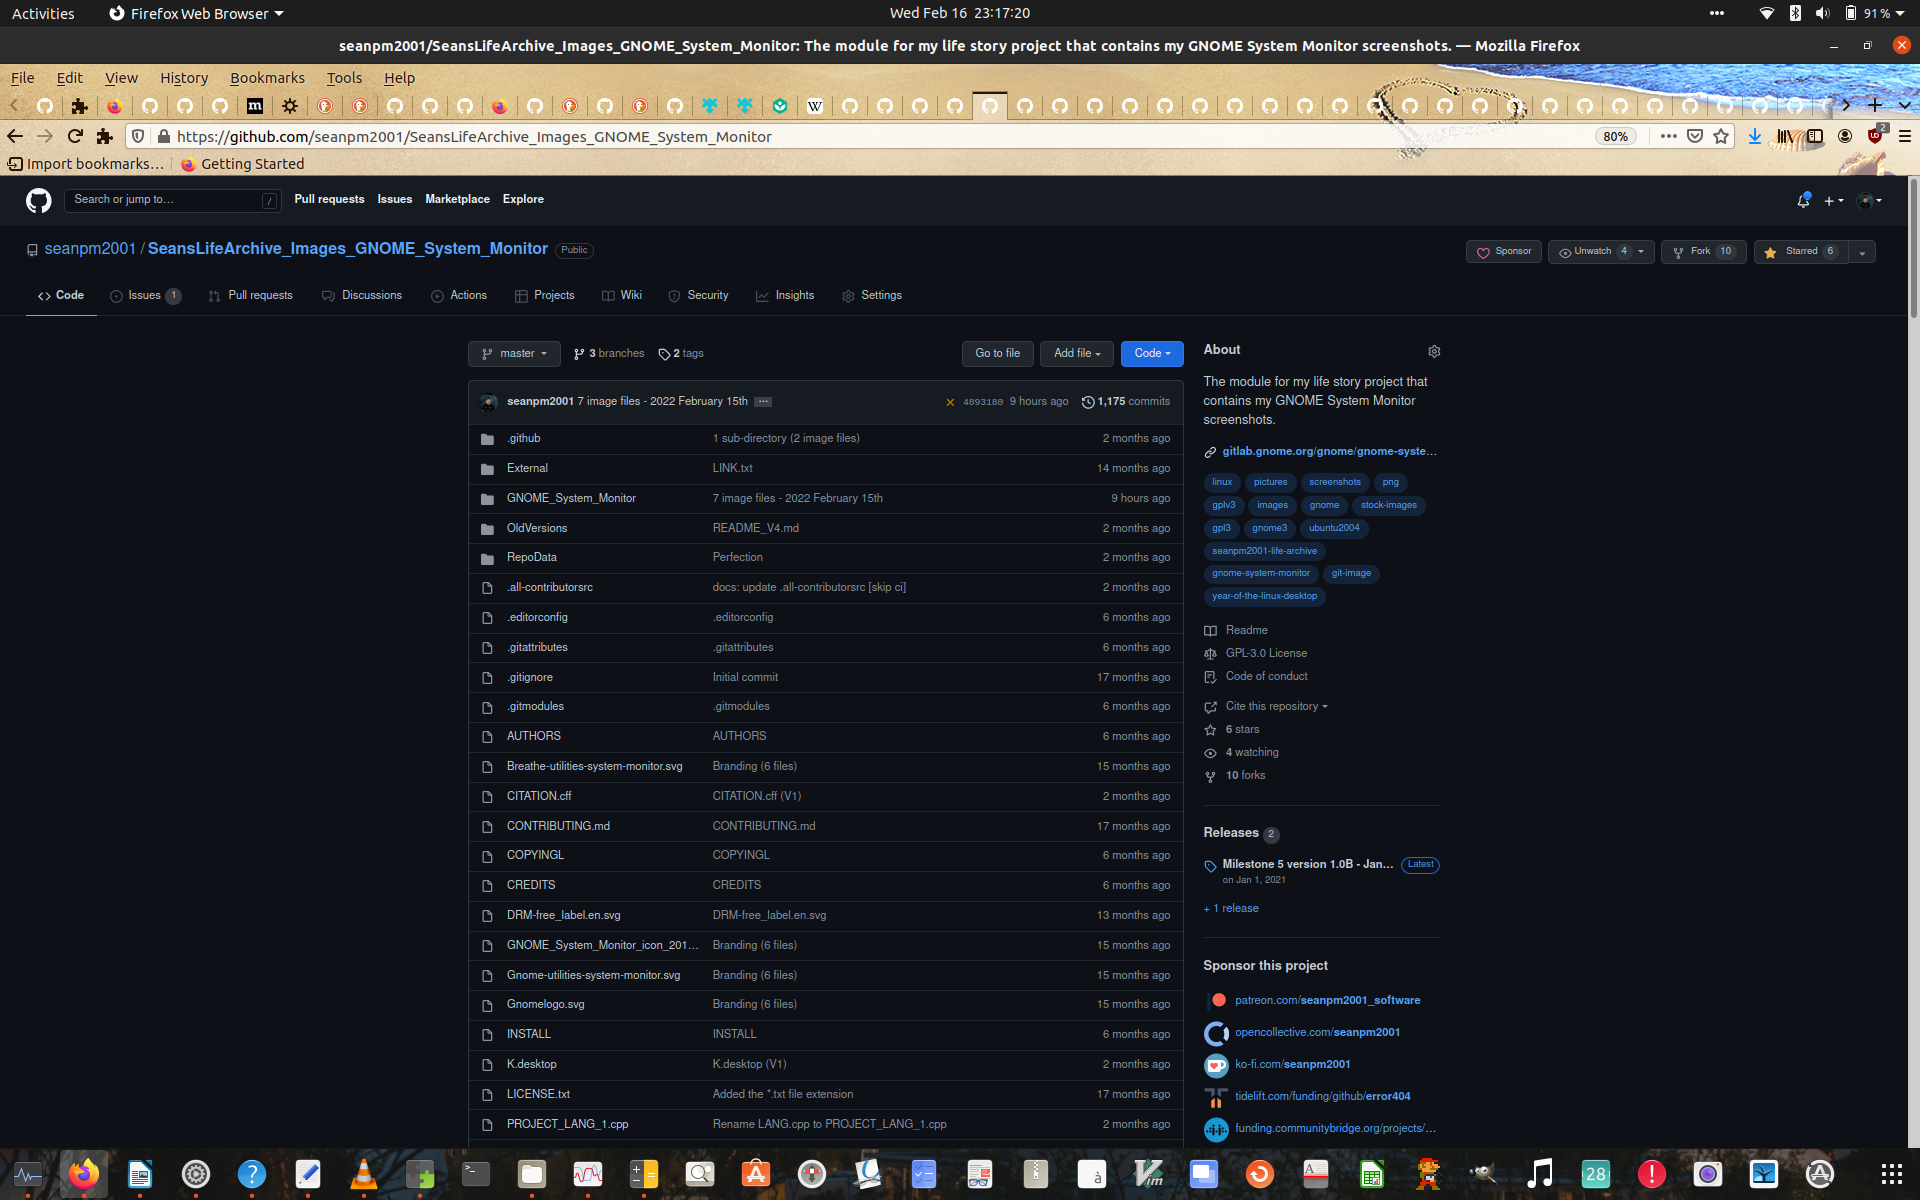 Activities
Firefox Web Browser
Wed Feb 16 23:17:20
91 %
seanpm2001/SeansLifeArchive_Images_GNOME_System_Monitor: The module for my life story project that contains my GNOME System Monitor screenshots. — Mozilla Firefox
File Edit View History Bookmarks Tools Help
https://github.com/seanpm2001/SeansLifeArchive_Images_GNOME_System_Monitor
80%
2
Import bookmarks…
Getting Started
Search or jump to… /
Pull requests Issues Marketplace Explore
seanpm2001 / SeansLifeArchive_Images_GNOME_System_Monitor Public
Sponsor
Unwatch 4
Fork 10
Starred 6
Code
Issues 1
Pull requests
Discussions
Actions
Projects
Wiki
Security
Insights
Settings
master
3 branches
2 tags
Go to file
Add file
Code
seanpm2001 7 image files - 2022 February 15th
4893180 9 hours ago 1,175 commits
.github 1 sub-directory (2 image files) 2 months ago
External LINK.txt 14 months ago
GNOME_System_Monitor 7 image files - 2022 February 15th 9 hours ago
OldVersions README_V4.md 2 months ago
RepoData Perfection 2 months ago
.all-contributorsrc docs: update .all-contributorsrc [skip ci] 2 months ago
.editorconfig .editorconfig 6 months ago
.gitattributes .gitattributes 6 months ago
.gitignore Initial commit 17 months ago
.gitmodules .gitmodules 6 months ago
AUTHORS AUTHORS 6 months ago
Breathe-utilities-system-monitor.svg Branding (6 files) 15 months ago
CITATION.cff CITATION.cff (V1) 2 months ago
CONTRIBUTING.md CONTRIBUTING.md 17 months ago
COPYINGL COPYINGL 6 months ago
CREDITS CREDITS 6 months ago
DRM-free_label.en.svg DRM-free_label.en.svg 13 months ago
GNOME_System_Monitor_icon_201… Branding (6 files) 15 months ago
Gnome-utilities-system-monitor.svg Branding (6 files) 15 months ago
Gnomelogo.svg Branding (6 files) 15 months ago
INSTALL INSTALL 6 months ago
K.desktop K.desktop (V1) 2 months ago
LICENSE.txt Added the *.txt file extension 17 months ago
PROJECT_LANG_1.cpp Rename LANG.cpp to PROJECT_LANG_1.cpp 2 months ago
About
The module for my life story project that
contains my GNOME System Monitor
screenshots.
gitlab.gnome.org/gnome/gnome-syste…
linux pictures screenshots png
gplv3 images gnome stock-images
gpl3 gnome3 ubuntu2004
seanpm2001-life-archive
gnome-system-monitor git-image
year-of-the-linux-desktop
Readme
GPL-3.0 License
Code of conduct
Cite this repository
6 stars
4 watching
10 forks
Releases 2
Milestone 5 version 1.0B - Jan… Latest
on Jan 1, 2021
+ 1 release
Sponsor this project
patreon.com/seanpm2001_software
opencollective.com/seanpm2001
ko-fi.com/seanpm2001
tidelift.com/funding/github/error404
funding.communitybridge.org/projects/…
28